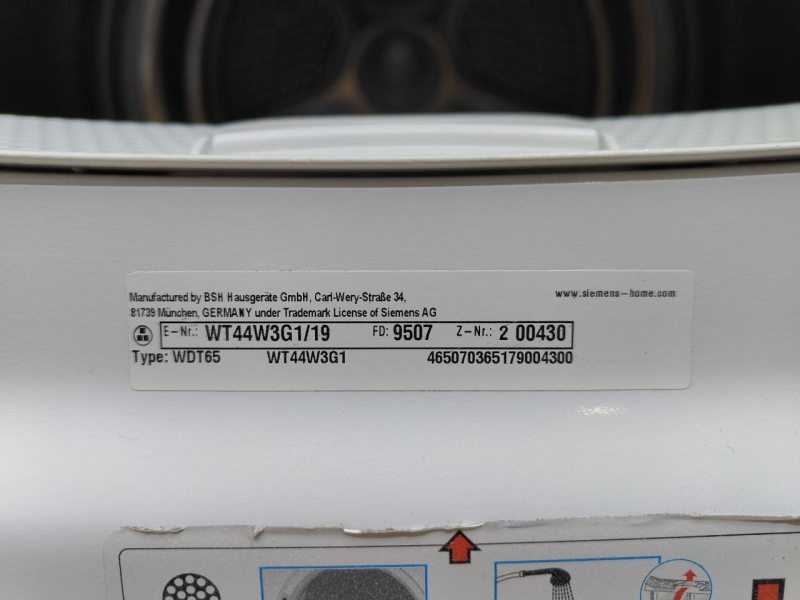 Manufactured by BSH Hausgeräte GmbH, Carl-Wery-Straße 34,
www.siemens-home.com
81739 München, GERMANY under Trademark License of Siemens AG
E-Nr.: WT44W3G1/19 FD: 9507 Z-Nr.: 2 00430
Type: WDT65 WT44W3G1 465070365179004300